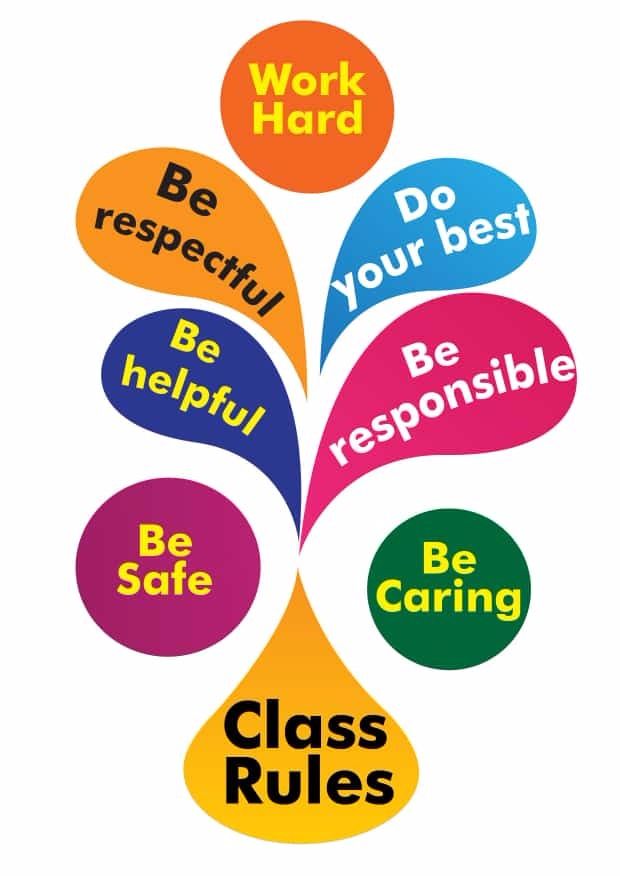 Work
Hard
Be
respectful
Do
your best
Be
helpful
Be
responsible
Be
Safe
Be
Caring
Class
Rules